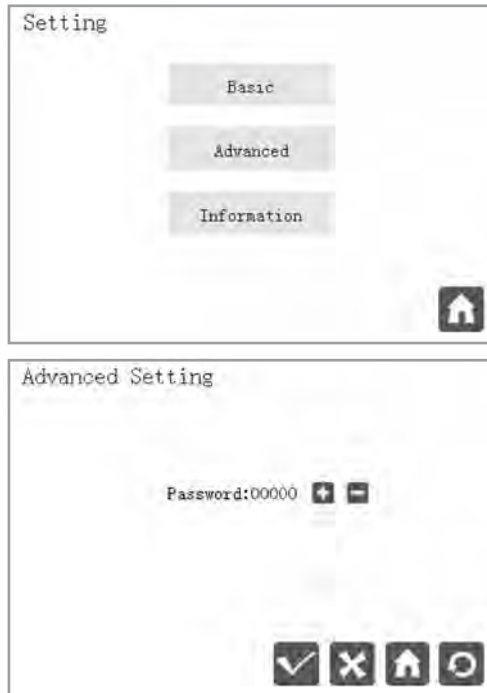 Setting
Basic
Advanced
Information
Advanced Setting
Password:00000